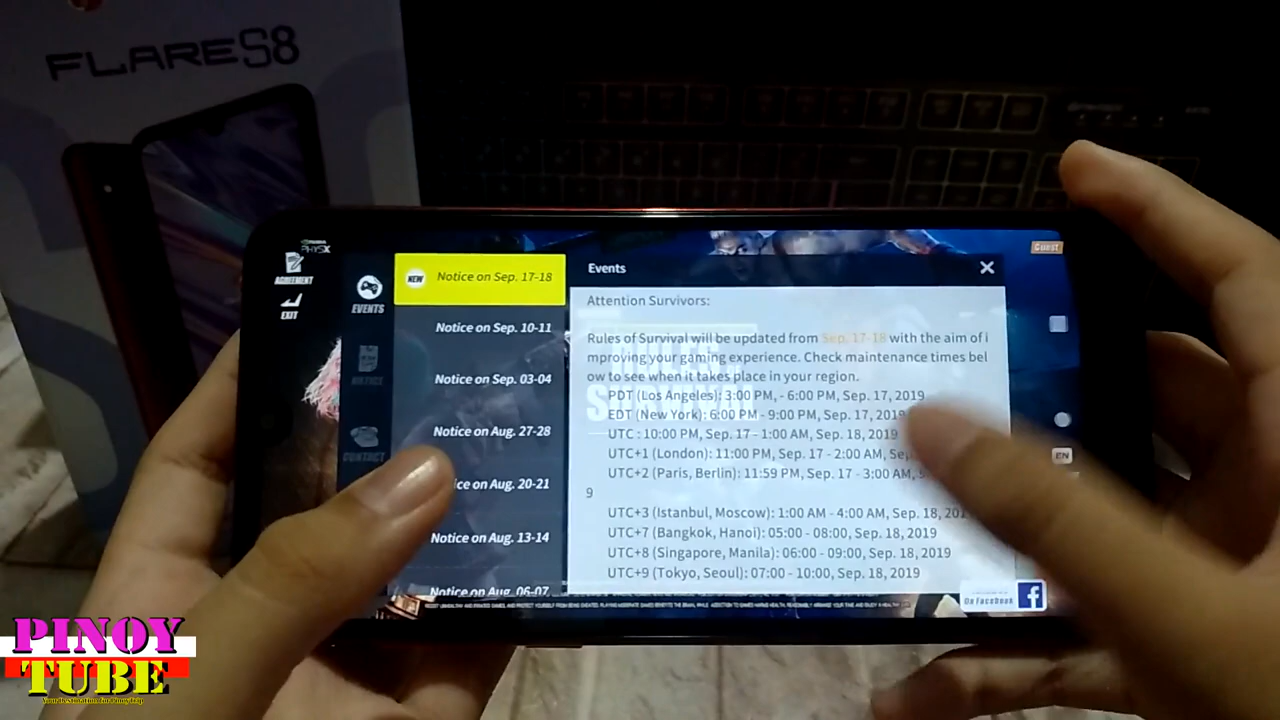 FLARE S8
PHYSX
Guest
AGREEMENT
EXIT
EVENTS
NOTICE
CONTACT
NEW
Notice on Sep. 17-18
Notice on Sep. 10-11
Notice on Sep. 03-04
Notice on Aug. 27-28
ice on Aug. 20-21
Notice on Aug. 13-14
Notice on Aug. 06-07
Events
Attention Survivors:
Rules of Survival will be updated from Sep. 17-18 with the aim of i
mproving your gaming experience. Check maintenance times bel
ow to see when it takes place in your region.
PDT (Los Angeles): 3:00 PM, - 6:00 PM, Sep. 17, 2019
EDT (New York): 6:00 PM - 9:00 PM, Sep. 17, 2019
UTC : 10:00 PM, Sep. 17 - 1:00 AM, Sep. 18, 2019
UTC+1 (London): 11:00 PM, Sep. 17 - 2:00 AM,
UTC+2 (Paris, Berlin): 11:59 PM, Sep. 17 - 3:00 AM,
9
UTC+3 (Istanbul, Moscow): 1:00 AM - 4:00 AM, Sep. 18, 201
UTC+7 (Bangkok, Hanoi): 05:00 - 08:00, Sep. 18, 2019
UTC+8 (Singapore, Manila): 06:00 - 09:00, Sep. 18, 2019
UTC+9 (Tokyo, Seoul): 07:00 - 10:00, Sep. 18, 2019
RULES OF
SURVIVAL
EN
On Facebook
PINOY
TUBE